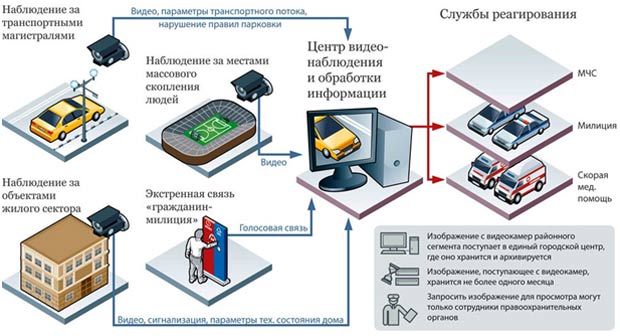 Наблюдение за
транспортными
магистралями
Видео, параметры транспортного потока,
нарушение правил парковки
Наблюдение за местами
массового
скопления
людей
Видео
Центр видео-
наблюдения
и обработки
информации
Службы реагирования
МЧС
Милиция
Скорая
мед.
помощь
Наблюдение за
объектами
жилого сектора
Экстренная связь
«гражданин-
милиция»
Голосовая связь
Видео, сигнализация, параметры тех. состояния дома
Изображение с видеокамер районного
сегмента поступает в единый городской центр,
где оно хранится и архивируется
Изображение, поступающее с видеокамер,
хранится не более одного месяца
Запросить изображение для просмотра могут
только сотрудники правоохранительных
органов